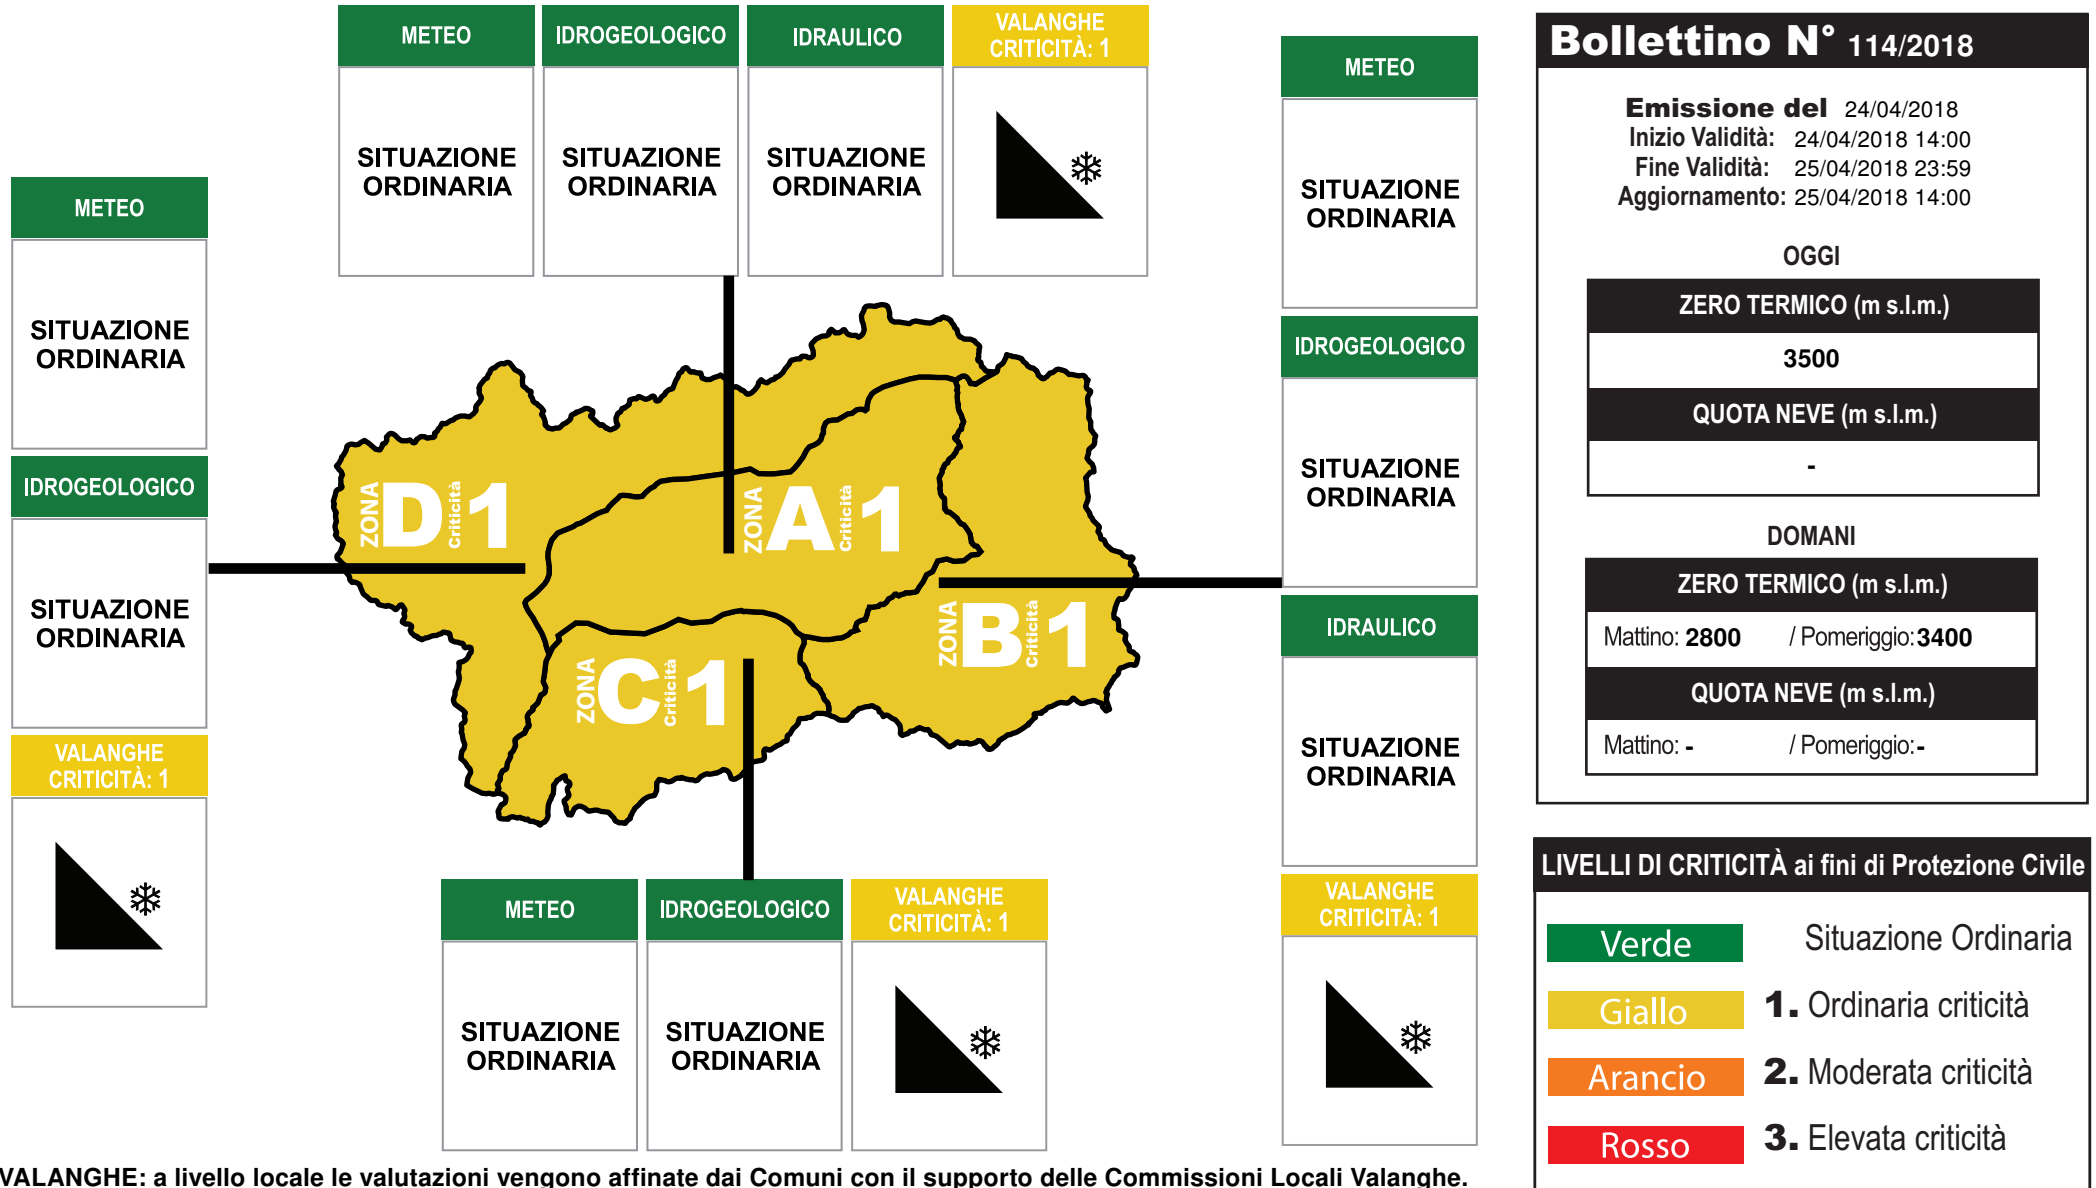 METEO
IDROGEOLOGICO
IDRAULICO
VALANGHE
CRITICITÀ: 1
SITUAZIONE
ORDINARIA
SITUAZIONE
ORDINARIA
SITUAZIONE
ORDINARIA
METEO
SITUAZIONE
ORDINARIA
IDROGEOLOGICO
SITUAZIONE
ORDINARIA
VALANGHE
CRITICITÀ: 1
ZONA D Criticità 1
ZONA A Criticità 1
ZONA B Criticità 1
ZONA C Criticità 1
METEO
SITUAZIONE
ORDINARIA
IDROGEOLOGICO
SITUAZIONE
ORDINARIA
IDRAULICO
SITUAZIONE
ORDINARIA
VALANGHE
CRITICITÀ: 1
METEO
IDROGEOLOGICO
VALANGHE
CRITICITÀ: 1
SITUAZIONE
ORDINARIA
SITUAZIONE
ORDINARIA
Bollettino N° 114/2018
Emissione del 24/04/2018
Inizio Validità: 24/04/2018 14:00
Fine Validità: 25/04/2018 23:59
Aggiornamento: 25/04/2018 14:00
OGGI
ZERO TERMICO (m s.l.m.)
3500
QUOTA NEVE (m s.l.m.)
-
DOMANI
ZERO TERMICO (m s.l.m.)
Mattino: 2800 / Pomeriggio: 3400
QUOTA NEVE (m s.l.m.)
Mattino: - / Pomeriggio: -
LIVELLI DI CRITICITÀ ai fini di Protezione Civile
Verde Situazione Ordinaria
Giallo 1. Ordinaria criticità
Arancio 2. Moderata criticità
Rosso 3. Elevata criticità
VALANGHE: a livello locale le valutazioni vengono affinate dai Comuni con il supporto delle Commissioni Locali Valanghe.